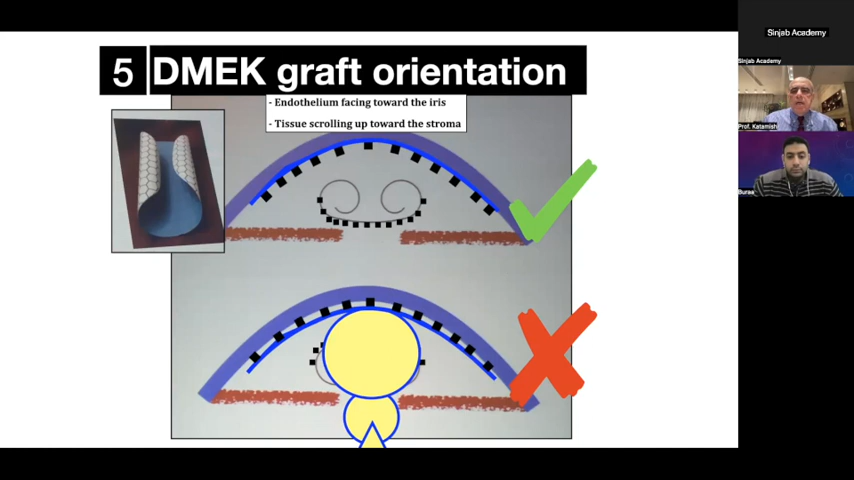 5 DMEK graft orientation
- Endothelium facing toward the iris
- Tissue scrolling up toward the stroma
Sinjab Academy
Sinjab Academy
Prof. Katamish
Buraa